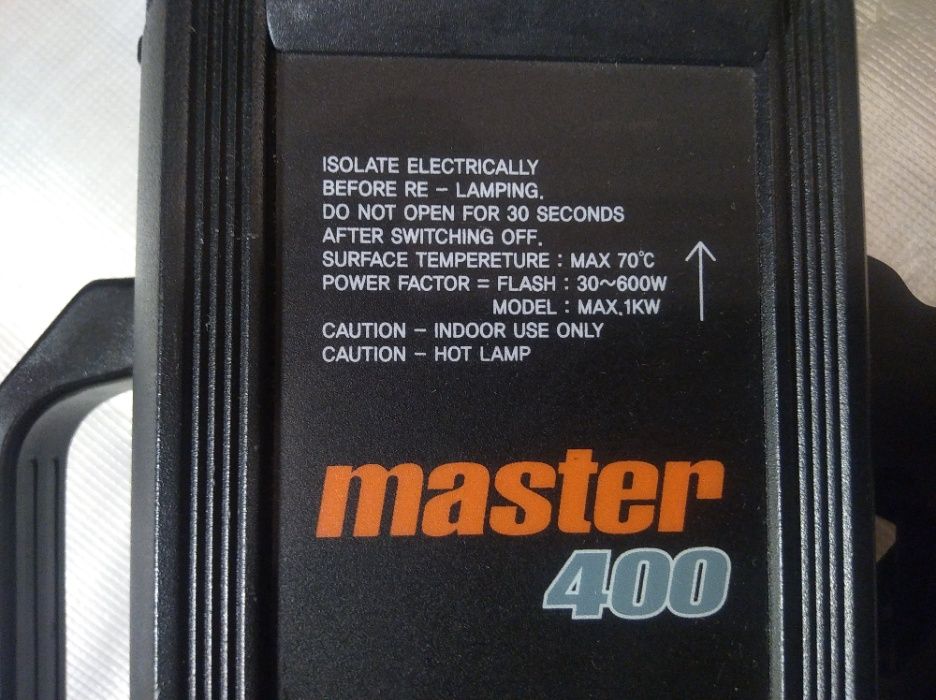 ISOLATE ELECTRICALLY
BEFORE RE - LAMPING.
DO NOT OPEN FOR 30 SECONDS
AFTER SWITCHING OFF.
SURFACE TEMPERETURE : MAX 70°C
POWER FACTOR = FLASH : 30~600W
MODEL : MAX.1KW
CAUTION - INDOOR USE ONLY
CAUTION - HOT LAMP
master
400